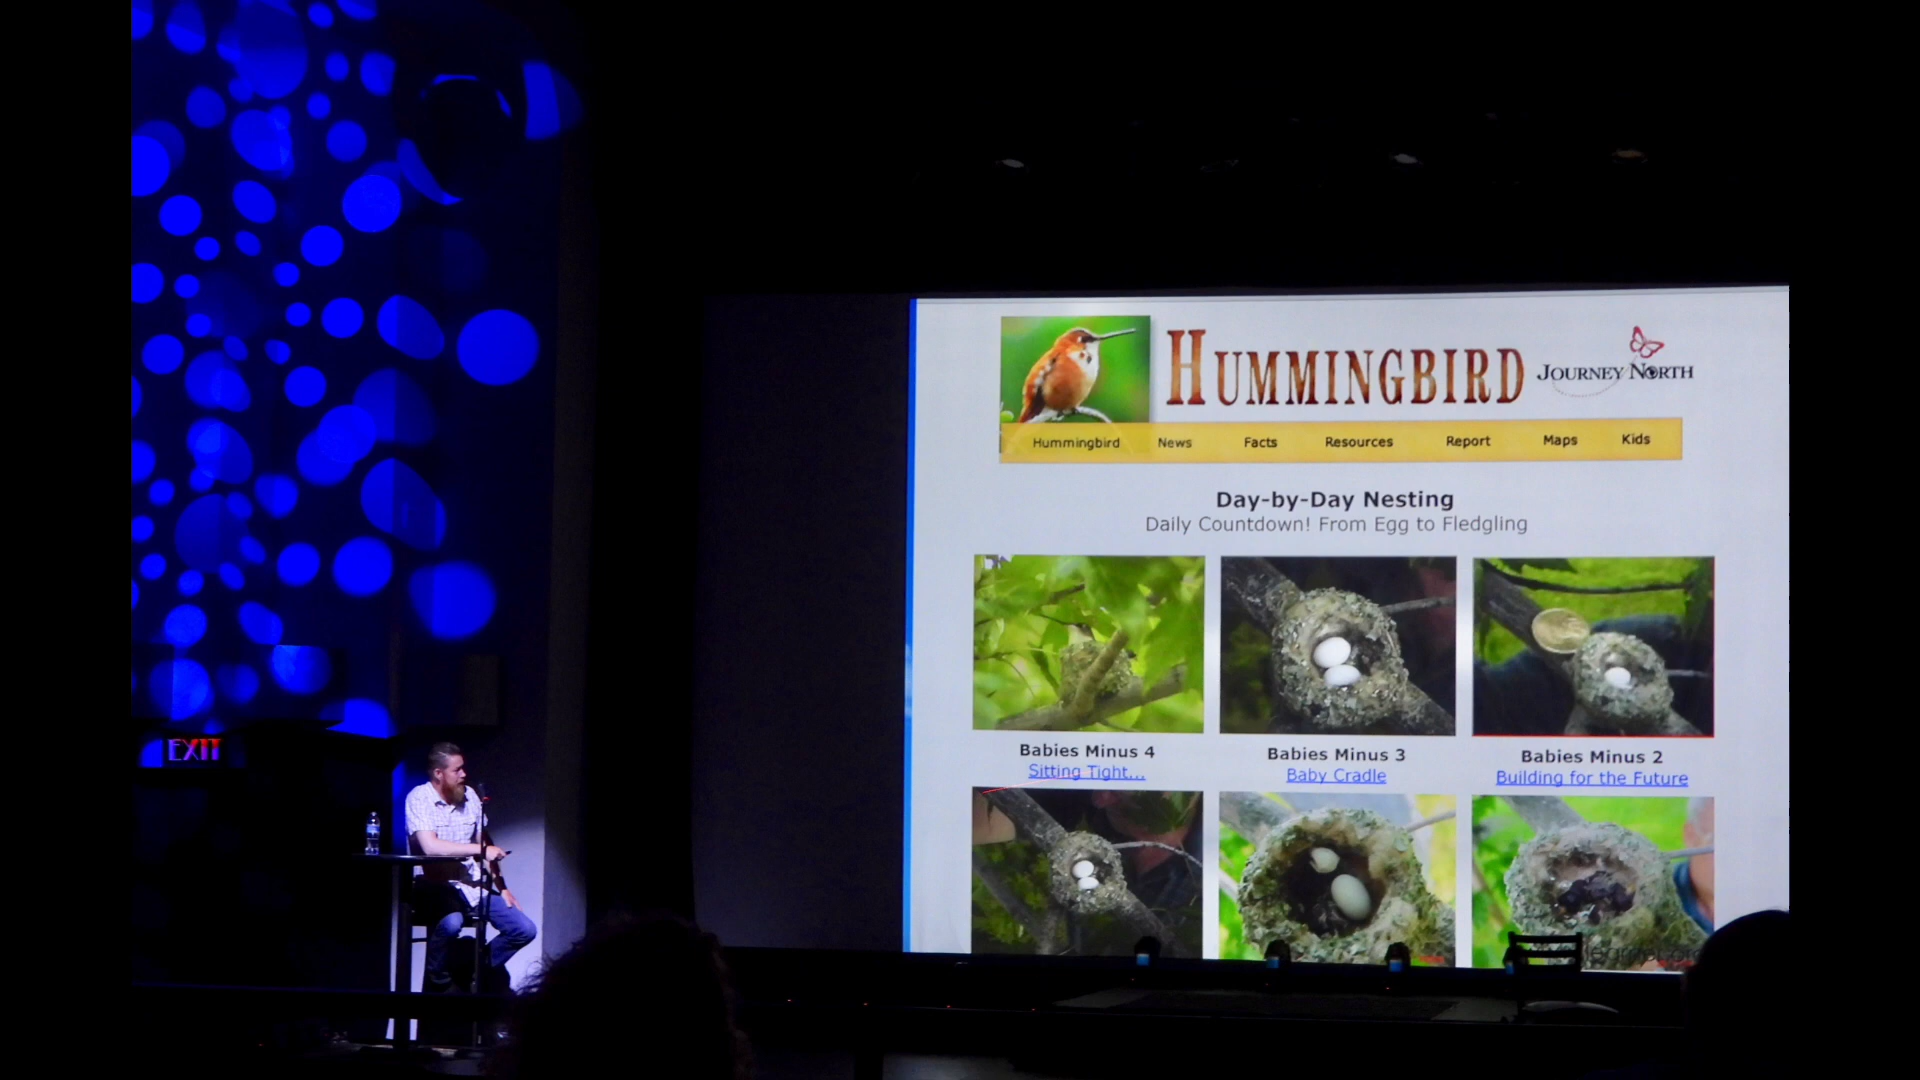 EXIT
HUMMINGBIRD
JOURNEY NORTH
Hummingbird News Facts Resources Report Maps Kids
Day-by-Day Nesting
Daily Countdown! From Egg to Fledgling
Babies Minus 4 Babies Minus 3 Babies Minus 2
Sitting Tight... Baby Cradle Building for the Future